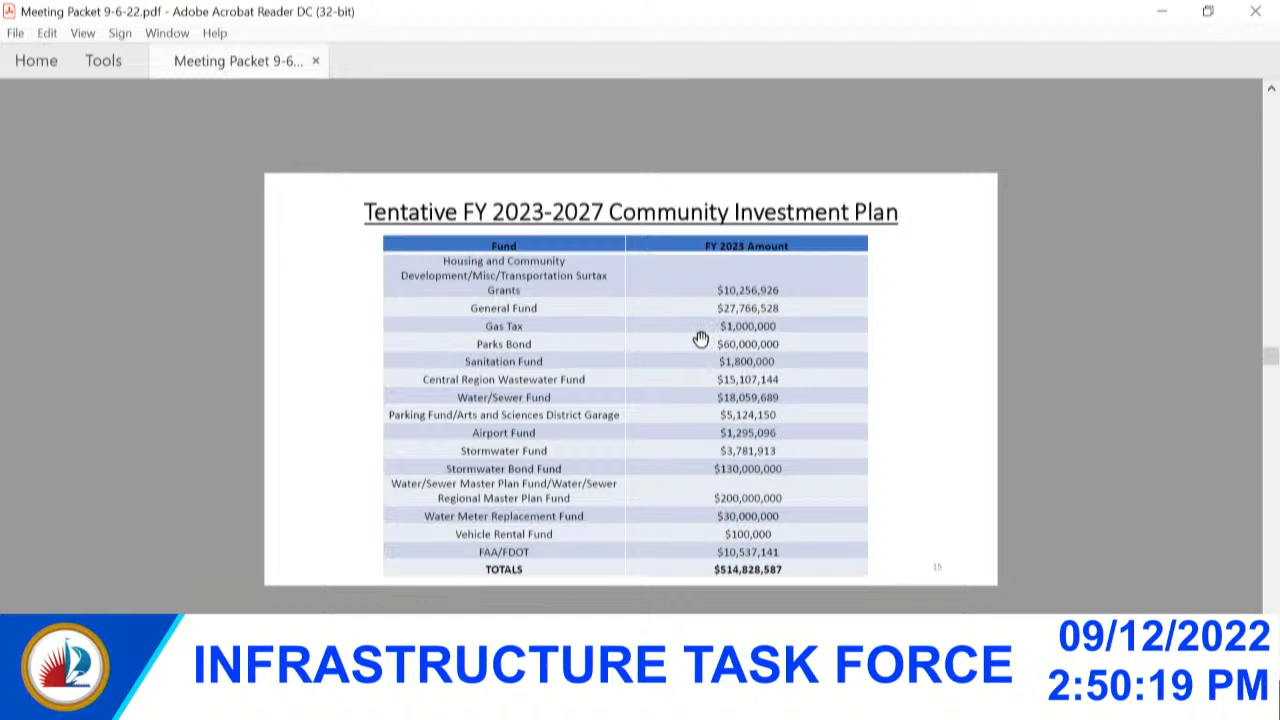 Meeting Packet 9-6-22.pdf - Adobe Acrobat Reader DC (32-bit)
File Edit View Sign Window Help
Home Tools Meeting Packet 9-6... ×
Tentative FY 2023-2027 Community Investment Plan
Fund FY 2023 Amount
Housing and Community
Development/Misc/Transportation Surtax
Grants $10,256,926
General Fund $27,766,528
Gas Tax $1,000,000
Parks Bond $60,000,000
Sanitation Fund $1,800,000
Central Region Wastewater Fund $15,107,144
Water/Sewer Fund $18,059,689
Parking Fund/Arts and Sciences District Garage $5,124,150
Airport Fund $1,295,096
Stormwater Fund $3,781,913
Stormwater Bond Fund $130,000,000
Water/Sewer Master Plan Fund/Water/Sewer
Regional Master Plan Fund $200,000,000
Water Meter Replacement Fund $30,000,000
Vehicle Rental Fund $100,000
FAA/FDOT $10,537,141
TOTALS $514,828,587
15
INFRASTRUCTURE TASK FORCE
09/12/2022
2:50:19 PM